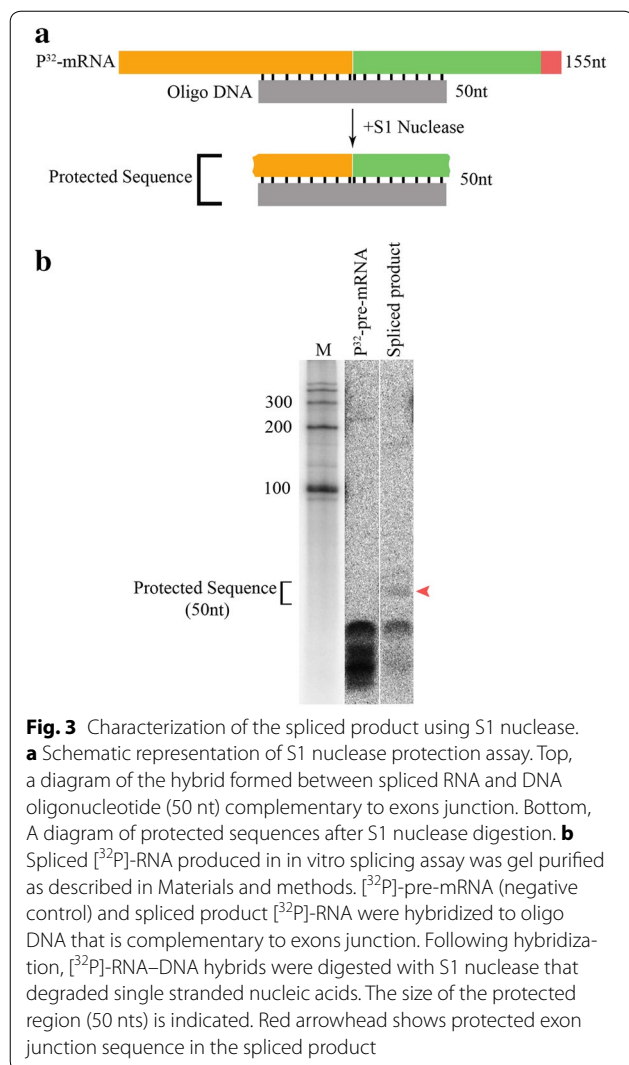 a
P³²-mRNA
155nt
Oligo DNA
50nt
+S1 Nuclease
Protected Sequence
50nt
b
M
P³²-pre-mRNA
Spliced product
300
200
100
Protected Sequence
(50nt)
Fig. 3 Characterization of the spliced product using S1 nuclease.
a Schematic representation of S1 nuclease protection assay. Top,
a diagram of the hybrid formed between spliced RNA and DNA
oligonucleotide (50 nt) complementary to exons junction. Bottom,
A diagram of protected sequences after S1 nuclease digestion. b
Spliced [³²P]-RNA produced in in vitro splicing assay was gel purified
as described in Materials and methods. [³²P]-pre-mRNA (negative
control) and spliced product [³²P]-RNA were hybridized to oligo
DNA that is complementary to exons junction. Following hybridiza-
tion, [³²P]-RNA–DNA hybrids were digested with S1 nuclease that
degraded single stranded nucleic acids. The size of the protected
region (50 nts) is indicated. Red arrowhead shows protected exon
junction sequence in the spliced product